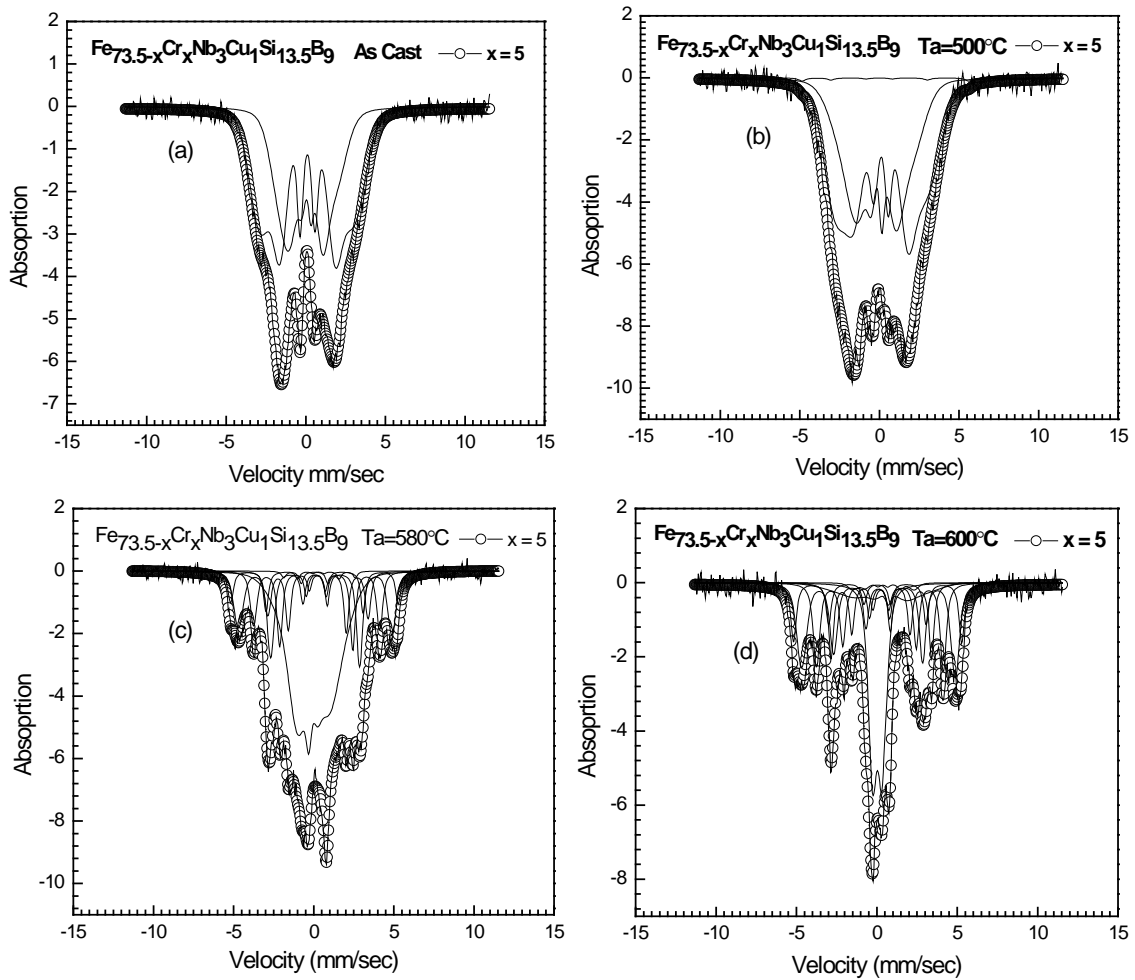 Fe73.5-xCrxNb3Cu1Si13.5B9 As Cast x = 5
(a)
2
1
0
-1
-2
-3
-4
-5
-6
-7
Absoprtion
-15 -10 -5 0 5 10 15
Velocity mm/sec
Fe73.5-xCrxNb3Cu1Si13.5B9 Ta=500°C x = 5
(b)
2
0
-2
-4
-6
-8
-10
Absoprtion
-15 -10 -5 0 5 10 15
Velocity (mm/sec)
Fe73.5-xCrxNb3Cu1Si13.5B9 Ta=580°C x = 5
(c)
2
0
-2
-4
-6
-8
-10
Absoprtion
-15 -10 -5 0 5 10 15
Velocity (mm/sec)
Fe73.5-xCrxNb3Cu1Si13.5B9 Ta=600°C x = 5
(d)
2
0
-2
-4
-6
-8
Absoprtion
-15 -10 -5 0 5 10 15
Velocity (mm/sec)